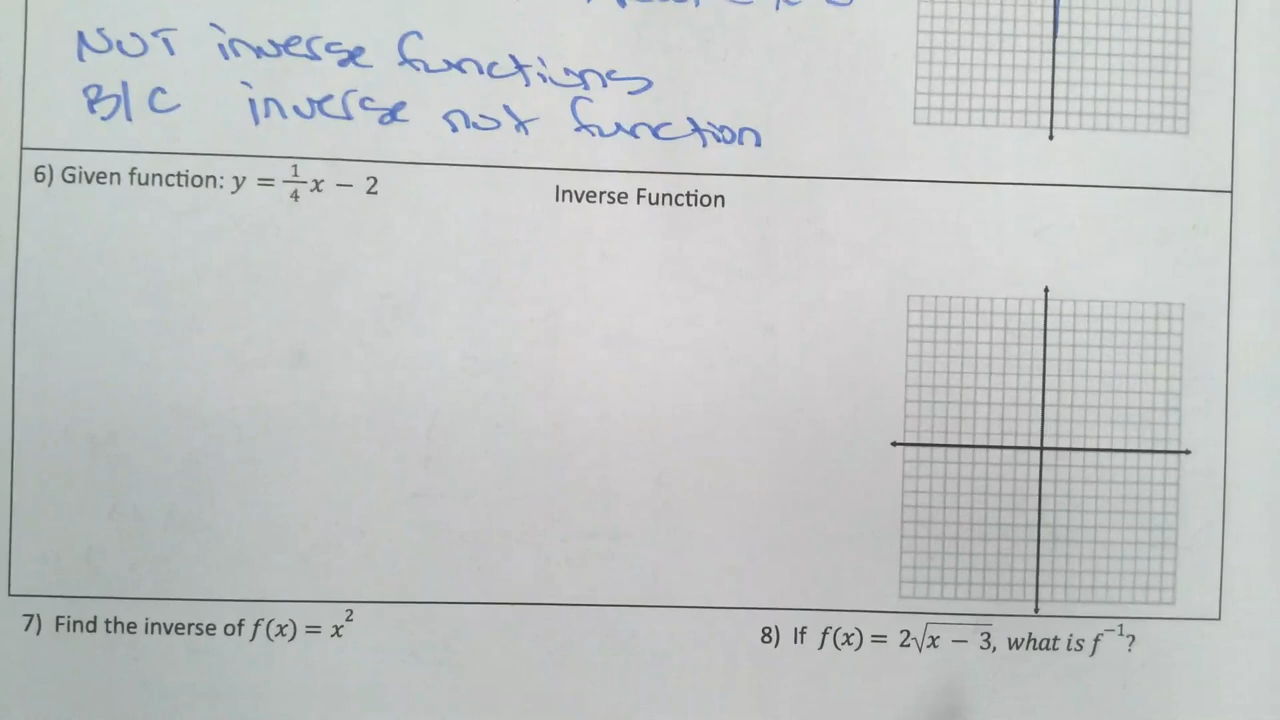 NOT inverse functions
B/C inverse not function
6) Given function: y = 1/4 x − 2
Inverse Function
7) Find the inverse of f(x) = x²
8) If f(x) = 2√(x − 3), what is f⁻¹?